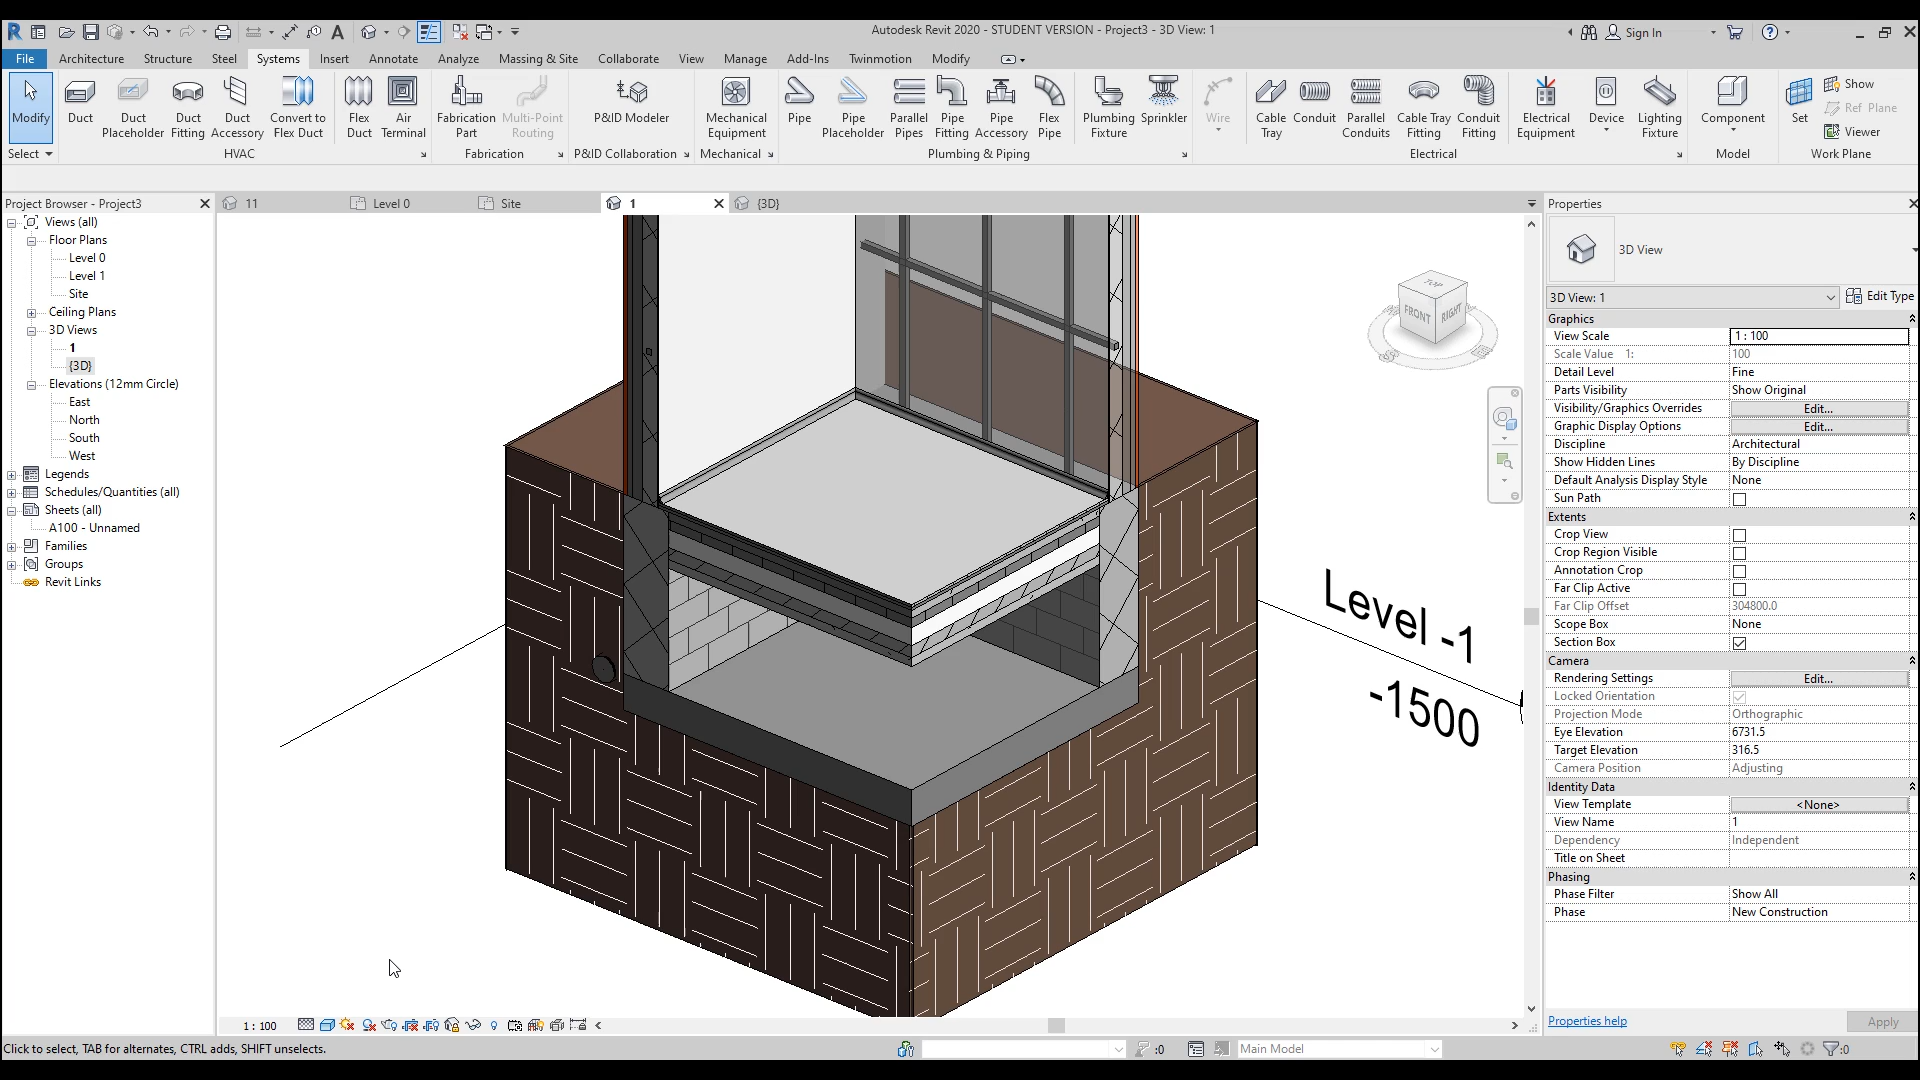 Autodesk Revit 2020 - STUDENT VERSION - Project3 - 3D View: 1
Sign In
File Architecture Structure Steel Systems Insert Annotate Analyze Massing & Site Collaborate View Manage Add-Ins Twinmotion Modify
Modify
Duct
Duct Placeholder
Duct Fitting
Duct Accessory
Convert to Flex Duct
Flex Duct
Air Terminal
Fabrication Part
Multi-Point Routing
P&ID Modeler
Mechanical Equipment
Pipe
Pipe Placeholder
Parallel Pipes
Pipe Fitting
Pipe Accessory
Flex Pipe
Plumbing Fixture
Sprinkler
Wire
Cable Tray
Conduit
Parallel Conduits
Cable Tray Fitting
Conduit Fitting
Electrical Equipment
Device
Lighting Fixture
Component
Set
Show
Ref Plane
Viewer
Select HVAC Fabrication P&ID Collaboration Mechanical Plumbing & Piping Electrical Model Work Plane
Project Browser - Project3
11
Level 0
Site
1
{3D}
Views (all)
Floor Plans
Level 0
Level 1
Site
Ceiling Plans
3D Views
1
{3D}
Elevations (12mm Circle)
East
North
South
West
Legends
Schedules/Quantities (all)
Sheets (all)
A100 - Unnamed
Families
Groups
Revit Links
TOP
FRONT
RIGHT
Level -1
-1500
Properties
3D View
3D View: 1 Edit Type
Graphics
View Scale 1 : 100
Scale Value 1: 100
Detail Level Fine
Parts Visibility Show Original
Visibility/Graphics Overrides Edit...
Graphic Display Options Edit...
Discipline Architectural
Show Hidden Lines By Discipline
Default Analysis Display Style None
Sun Path
Extents
Crop View
Crop Region Visible
Annotation Crop
Far Clip Active
Far Clip Offset 304800.0
Scope Box None
Section Box
Camera
Rendering Settings Edit...
Locked Orientation
Projection Mode Orthographic
Eye Elevation 6731.5
Target Elevation 316.5
Camera Position Adjusting
Identity Data
View Template <None>
View Name 1
Dependency Independent
Title on Sheet
Phasing
Phase Filter Show All
Phase New Construction
Properties help Apply
1 : 100
Click to select, TAB for alternates, CTRL adds, SHIFT unselects.
:0
Main Model
:0